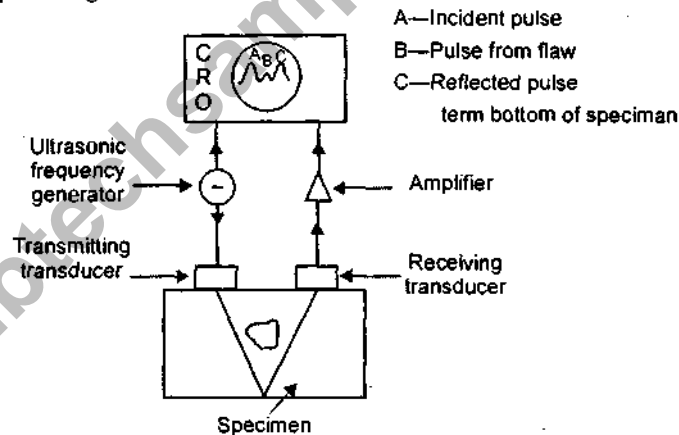 A—Incident pulse
B—Pulse from flaw
C—Reflected pulse
term bottom of speciman
C
R
O
A B C
Ultrasonic
frequency
generator
~
Amplifier
Transmitting
transducer
Receiving
transducer
Specimen